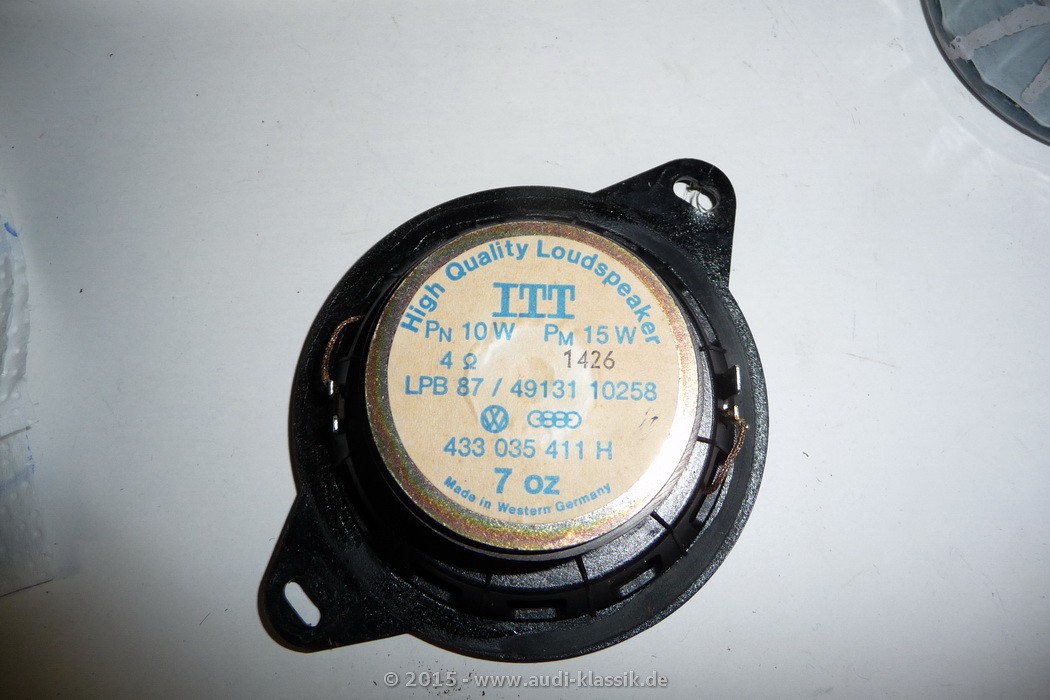 High Quality Loudspeaker
ITT
PN 10 W PM 15 W
4 Ω 1426
LPB 87 / 49131 10258
VW
433 035 411 H
7 oz
Made in Western Germany
© 2015 - www.audi-klassik.de